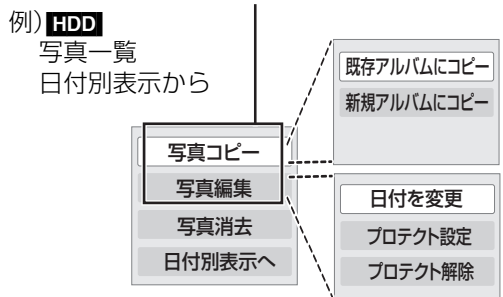 例）HDD
写真一覧
日付別表示から
写真コピー
写真編集
写真消去
日付別表示へ
既存アルバムにコピー
新規アルバムにコピー
日付を変更
プロテクト設定
プロテクト解除